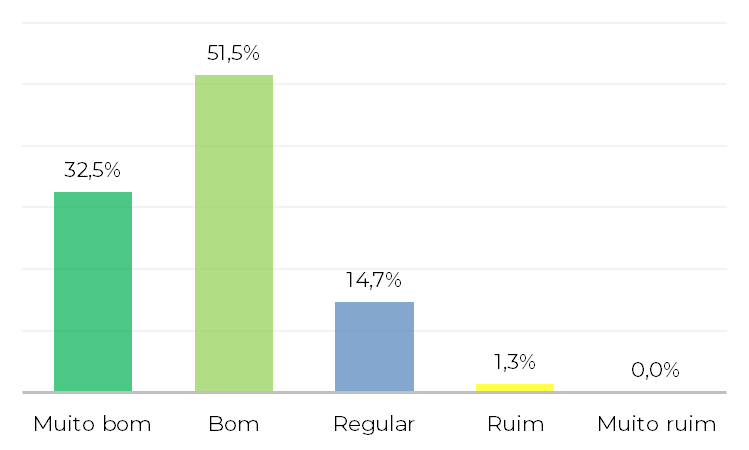 51,5%
32,5%
14,7%
1,3%
0,0%
Muito bom
Bom
Regular
Ruim
Muito ruim